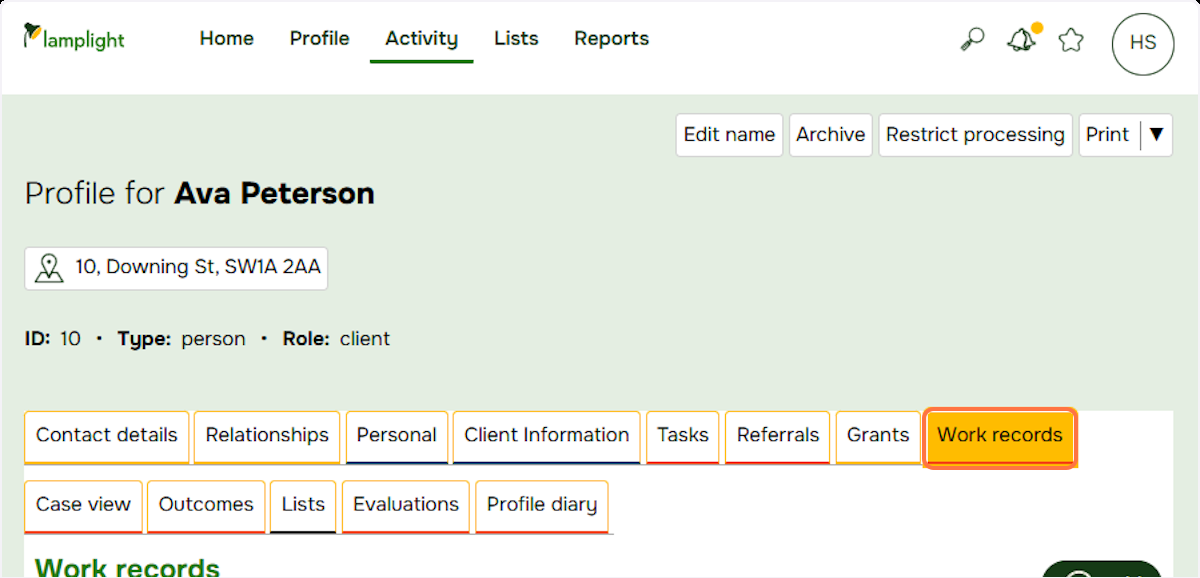 lamplight Home Profile Activity Lists Reports HS
Edit name Archive Restrict processing Print ▼
Profile for Ava Peterson
10, Downing St, SW1A 2AA
ID: 10 • Type: person • Role: client
Contact details Relationships Personal Client Information Tasks Referrals Grants Work records
Case view Outcomes Lists Evaluations Profile diary
Work records